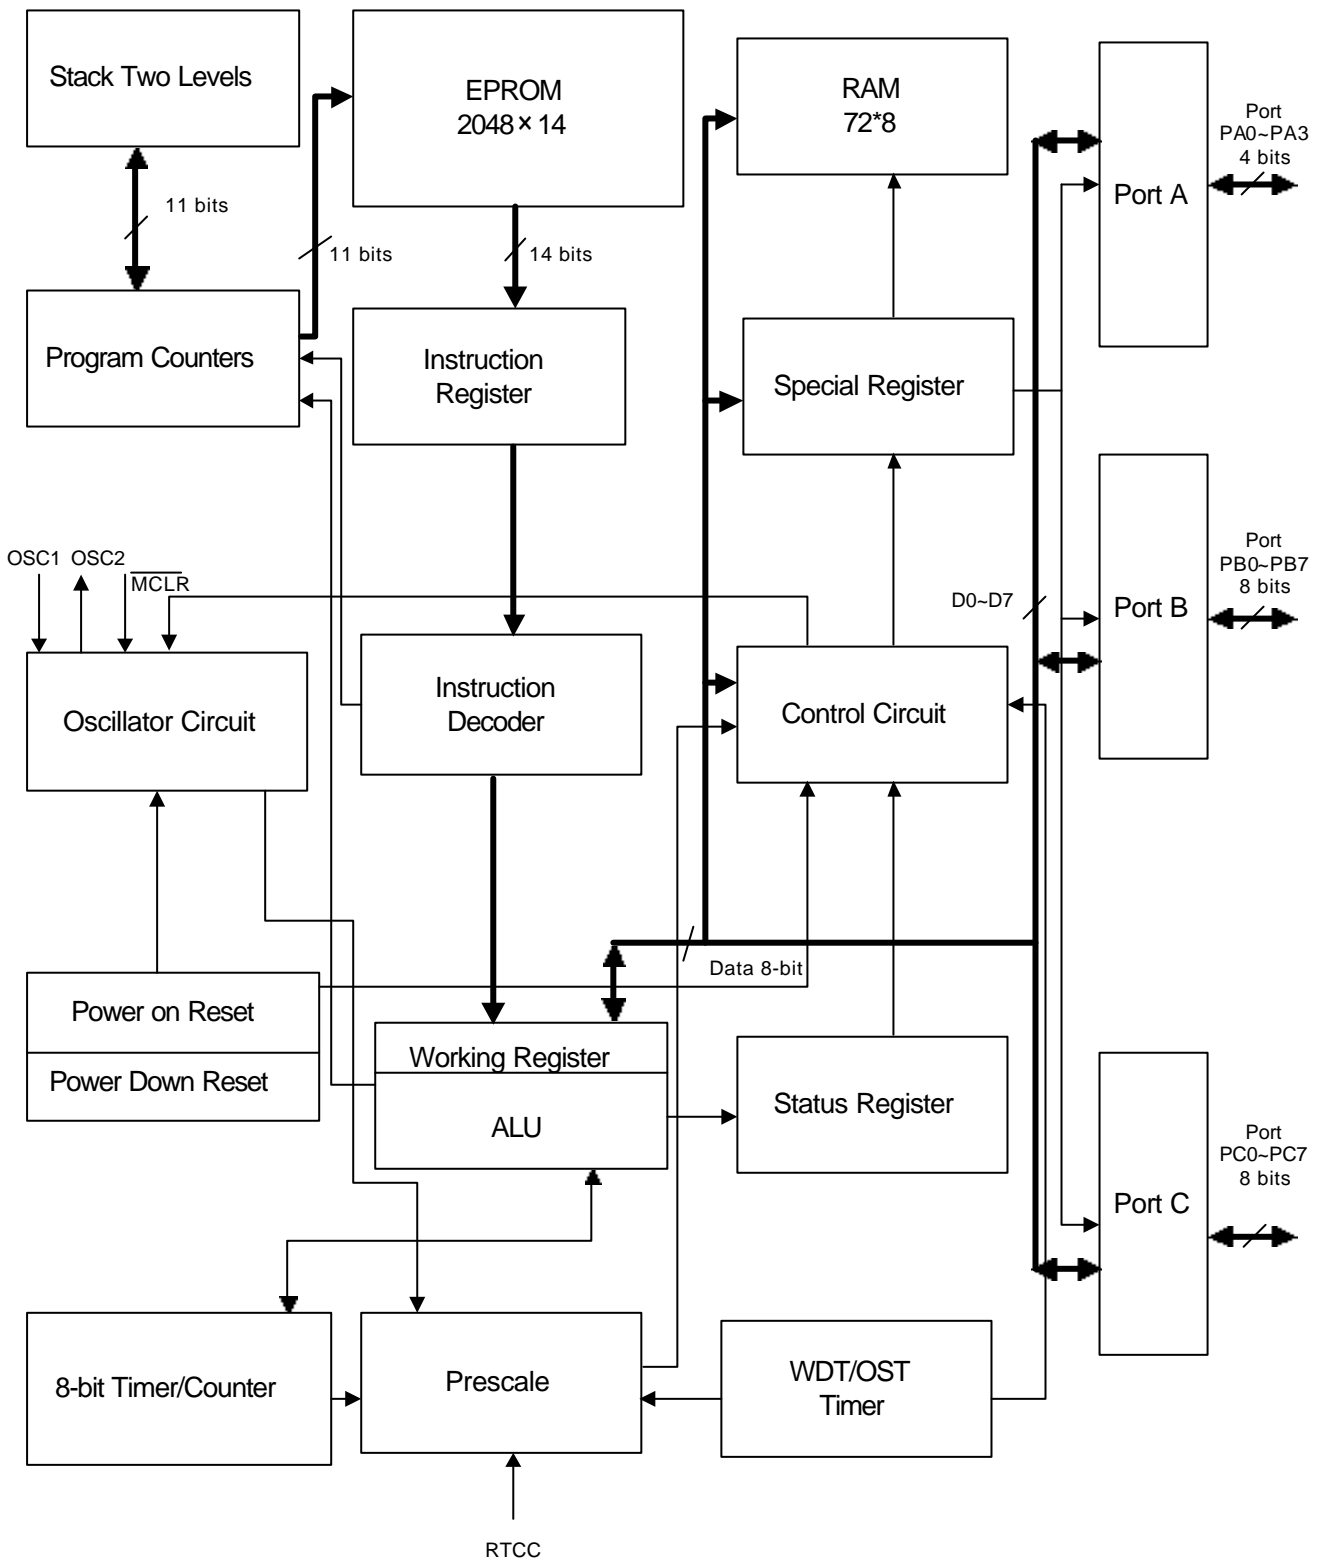 Stack Two Levels
EPROM
2048×14
RAM
72*8
Port A
Port
PA0~PA3
4 bits
11 bits
11 bits
14 bits
Program Counters
Instruction
Register
Special Register
OSC1
OSC2
MCLR
D0~D7
Port B
Port
PB0~PB7
8 bits
Oscillator Circuit
Instruction
Decoder
Control Circuit
Data 8-bit
Power on Reset
Power Down Reset
Working Register
ALU
Status Register
Port C
Port
PC0~PC7
8 bits
8-bit Timer/Counter
Prescale
WDT/OST
Timer
RTCC